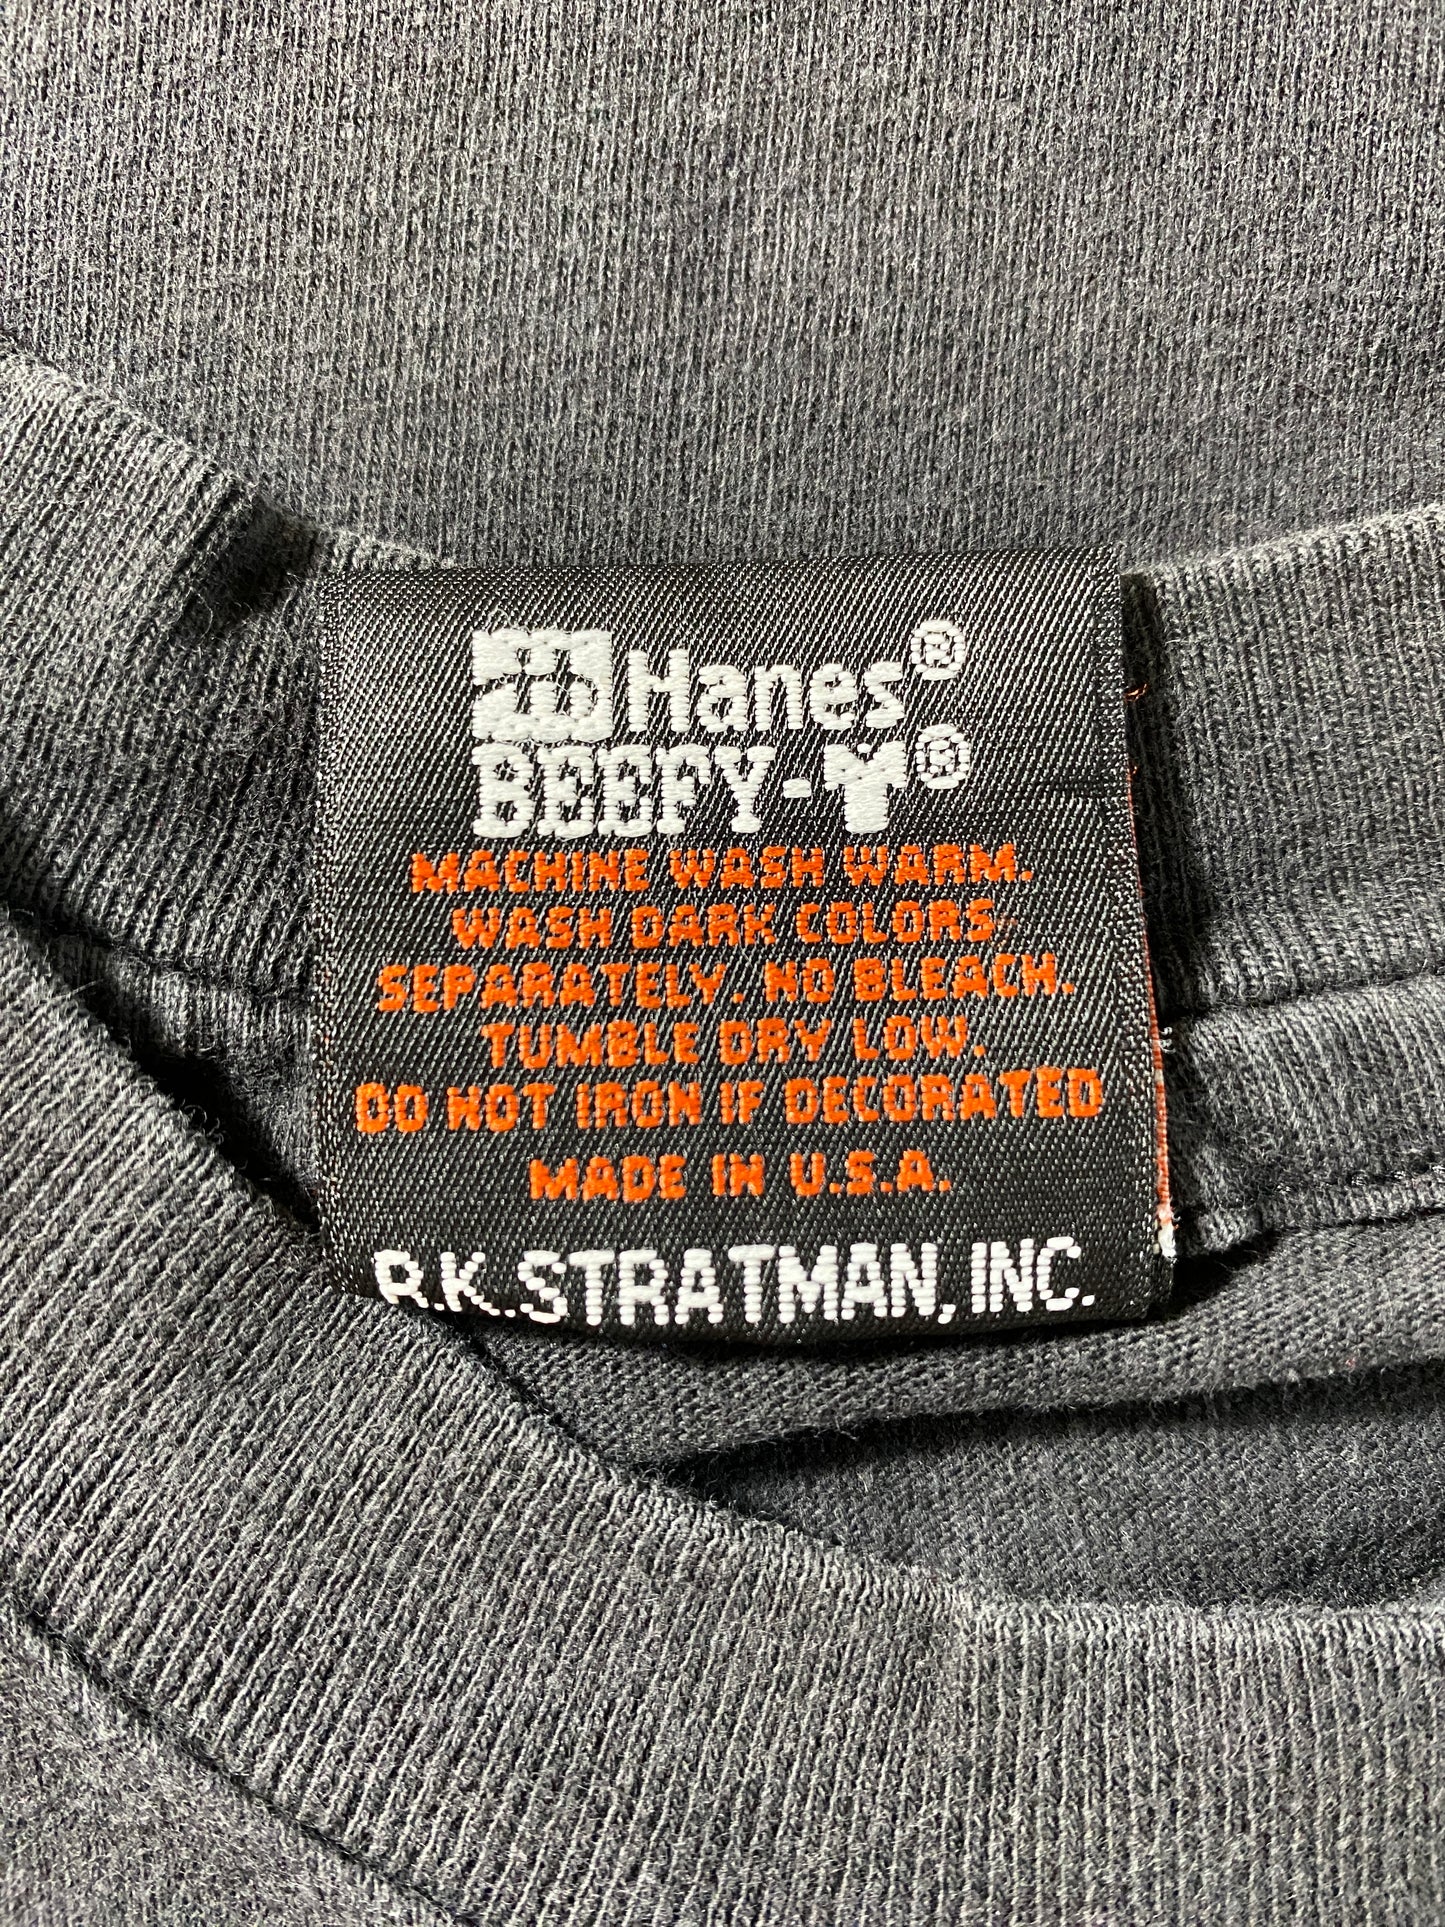 Hanes®
BEEFY-T®
MACHINE WASH WARM.
WASH DARK COLORS
SEPARATELY. NO BLEACH.
TUMBLE DRY LOW.
DO NOT IRON IF DECORATED
MADE IN U.S.A.
R.K. STRATMAN, INC.